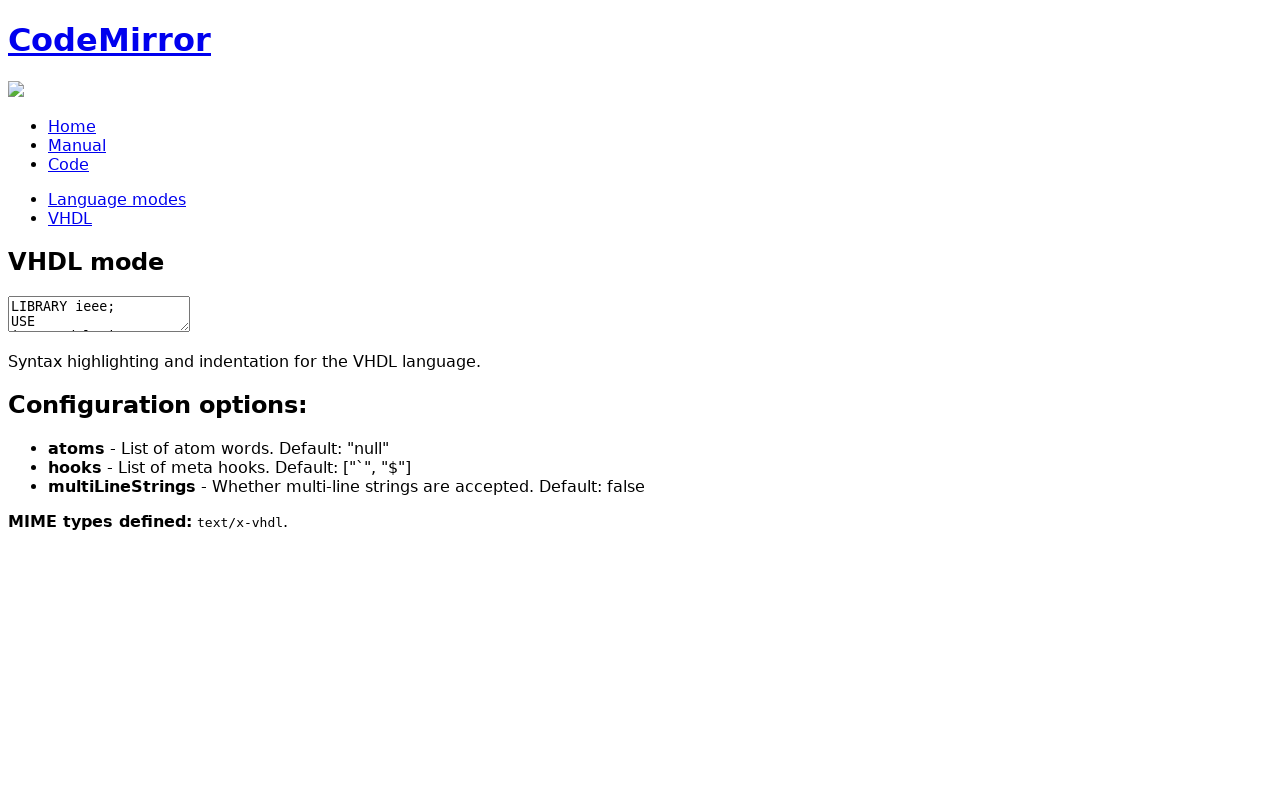 CodeMirror
Home
Manual
Code
Language modes
VHDL
VHDL mode
LIBRARY ieee;
USE
Syntax highlighting and indentation for the VHDL language.
Configuration options:
atoms - List of atom words. Default: "null"
hooks - List of meta hooks. Default: ["`", "$"]
multiLineStrings - Whether multi-line strings are accepted. Default: false
MIME types defined: text/x-vhdl.